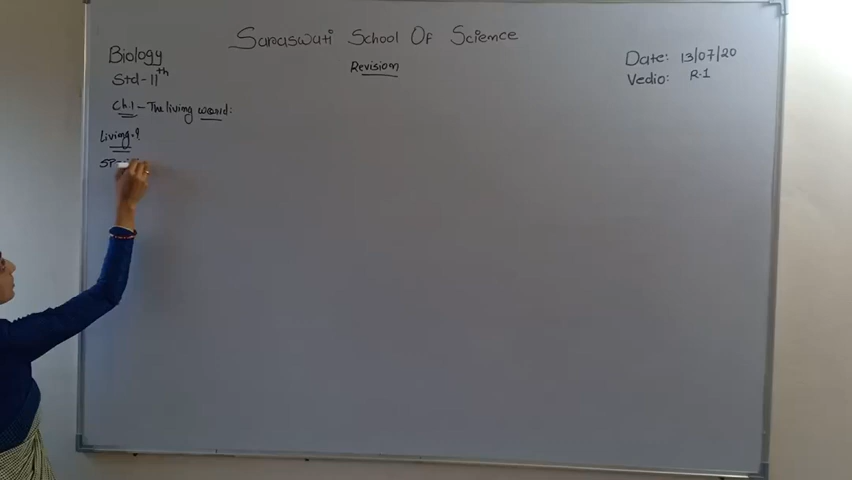 Saraswati School Of Science
Biology
Std-11th
Revision
Date: 13/07/20
Vedio: R.1
Ch.1 - The living world:
Living?